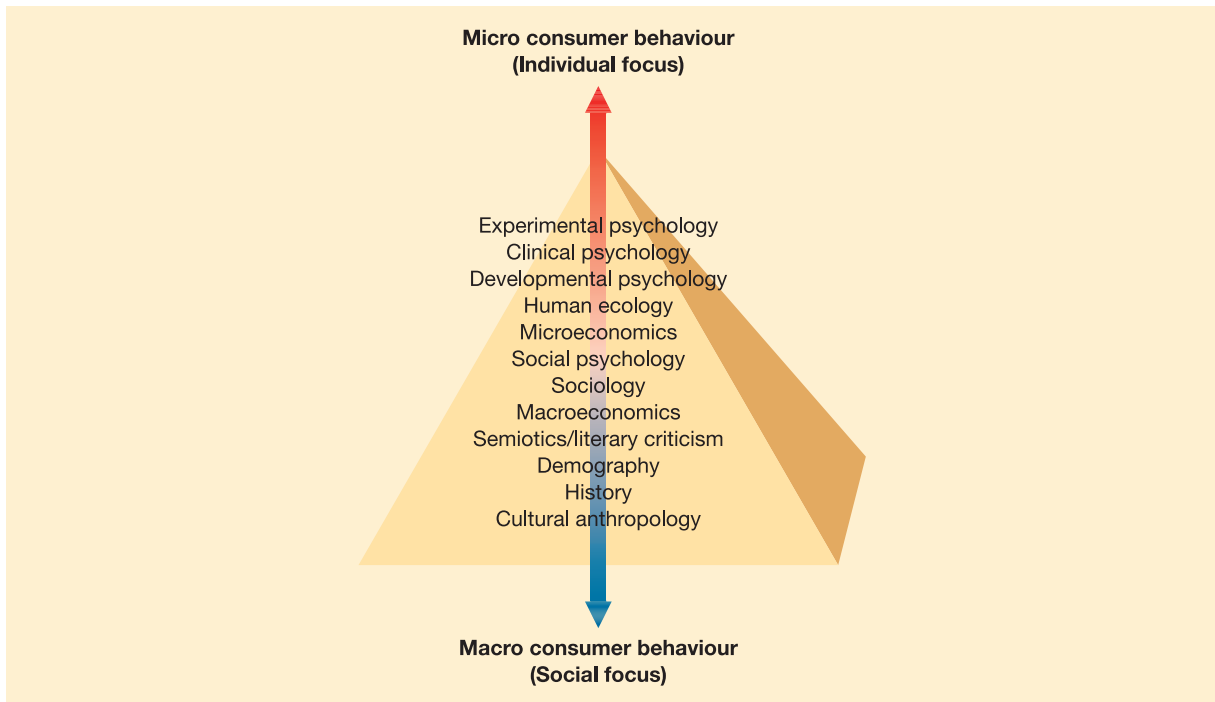 Micro consumer behaviour
(Individual focus)
Experimental psychology
Clinical psychology
Developmental psychology
Human ecology
Microeconomics
Social psychology
Sociology
Macroeconomics
Semiotics/literary criticism
Demography
History
Cultural anthropology
Macro consumer behaviour
(Social focus)